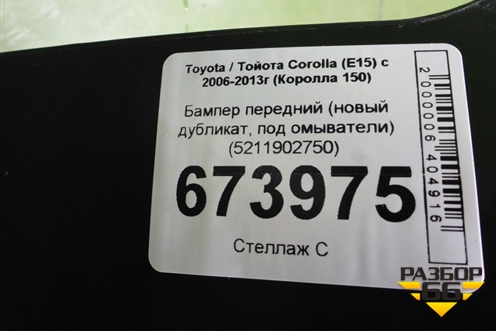 Toyota / Тойота Corolla (E15) с
2006-2013г (Королла 150)
Бампер передний (новый
дубликат, под омыватели)
(5211902750)
673975
Стеллаж С
2000006404916
РАЗБОР
66